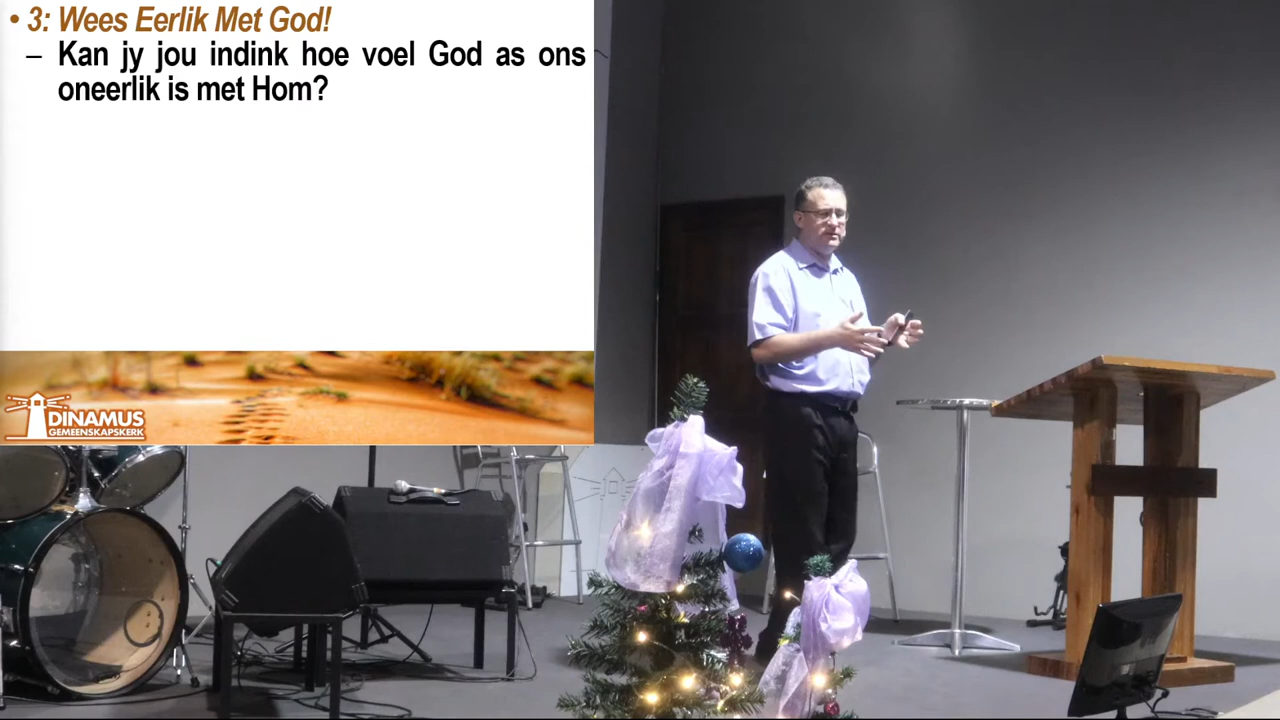 • 3: Wees Eerlik Met God!
– Kan jy jou indink hoe voel God as ons
oneerlik is met Hom?
DINAMUS
GEMEENSKAPSKERK